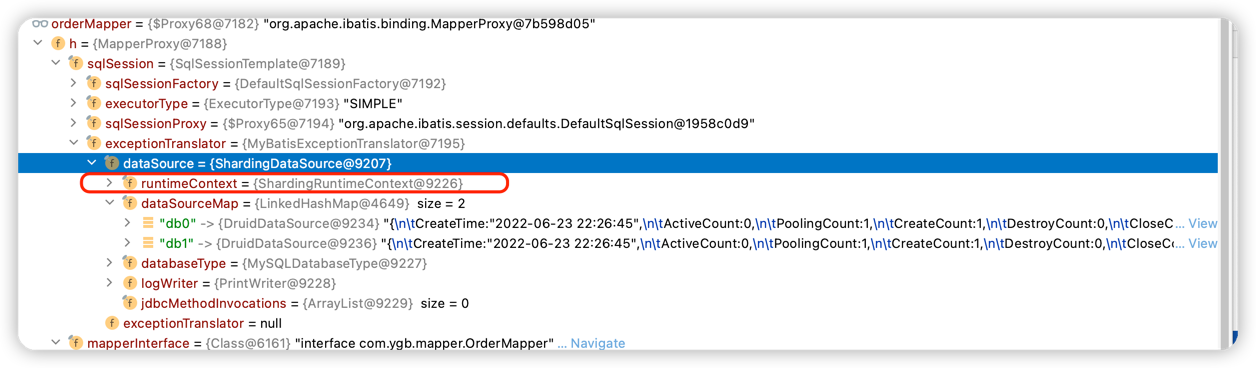 orderMapper = {$Proxy68@7182} "org.apache.ibatis.binding.MapperProxy@7b598d05"
h = {MapperProxy@7188}
sqlSession = {SqlSessionTemplate@7189}
sqlSessionFactory = {DefaultSqlSessionFactory@7192}
executorType = {ExecutorType@7193} "SIMPLE"
sqlSessionProxy = {$Proxy65@7194} "org.apache.ibatis.session.defaults.DefaultSqlSession@1958c0d9"
exceptionTranslator = {MyBatisExceptionTranslator@7195}
dataSource = {ShardingDataSource@9207}
runtimeContext = {ShardingRuntimeContext@9226}
dataSourceMap = {LinkedHashMap@4649} size = 2
"db0" -> {DruidDataSource@9234} "{\n\tCreateTime:"2022-06-23 22:26:45",\n\tActiveCount:0,\n\tPoolingCount:1,\n\tCreateCount:1,\n\tDestroyCount:0,\n\tCloseC... View
"db1" -> {DruidDataSource@9236} "{\n\tCreateTime:"2022-06-23 22:26:45",\n\tActiveCount:0,\n\tPoolingCount:1,\n\tCreateCount:1,\n\tDestroyCount:0,\n\tCloseC... View
databaseType = {MySQLDatabaseType@9227}
logWriter = {PrintWriter@9228}
jdbcMethodInvocations = {ArrayList@9229} size = 0
exceptionTranslator = null
mapperInterface = {Class@6161} "interface com.ygb.mapper.OrderMapper" ... Navigate